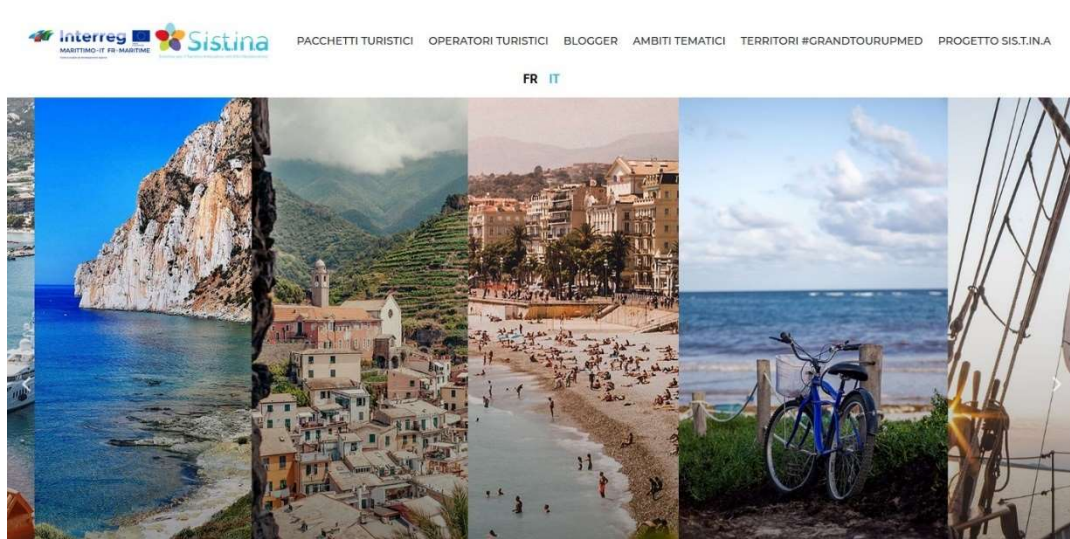 Interreg
MARITTIMO-IT FR-MARITIME
Sistina
PACCHETTI TURISTICI OPERATORI TURISTICI BLOGGER AMBITI TEMATICI TERRITORI #GRANDTOURUPMED PROGETTO SIS.T.IN.A
FR IT